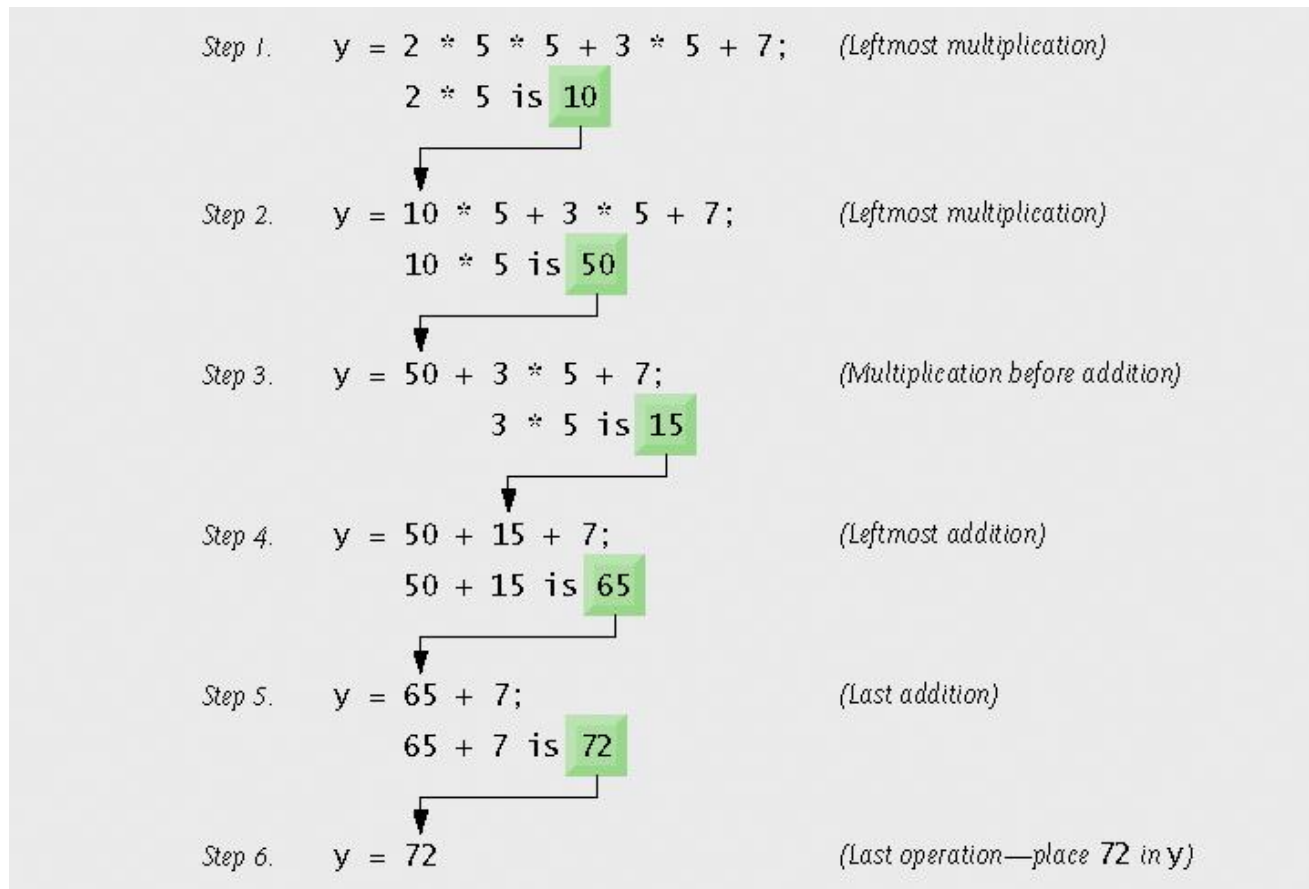 Step 1. y = 2 * 5 * 5 + 3 * 5 + 7; (Leftmost multiplication)
2 * 5 is 10
Step 2. y = 10 * 5 + 3 * 5 + 7; (Leftmost multiplication)
10 * 5 is 50
Step 3. y = 50 + 3 * 5 + 7; (Multiplication before addition)
3 * 5 is 15
Step 4. y = 50 + 15 + 7; (Leftmost addition)
50 + 15 is 65
Step 5. y = 65 + 7; (Last addition)
65 + 7 is 72
Step 6. y = 72 (Last operation—place 72 in y)